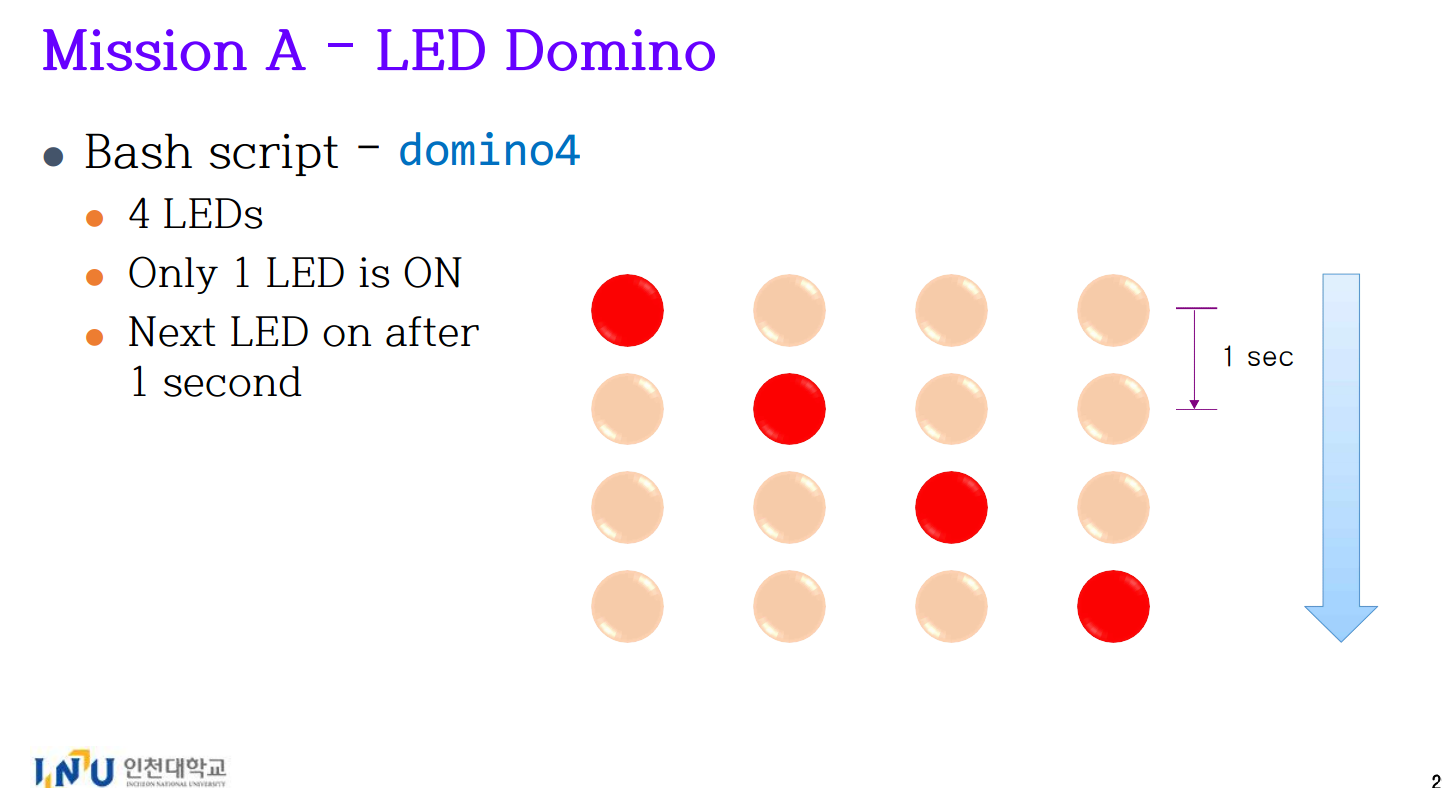 Mission A - LED Domino
Bash script - domino4
4 LEDs
Only 1 LED is ON
Next LED on after
1 second
1 sec
INU 인천대학교
INCHEON NATIONAL UNIVERSITY
2